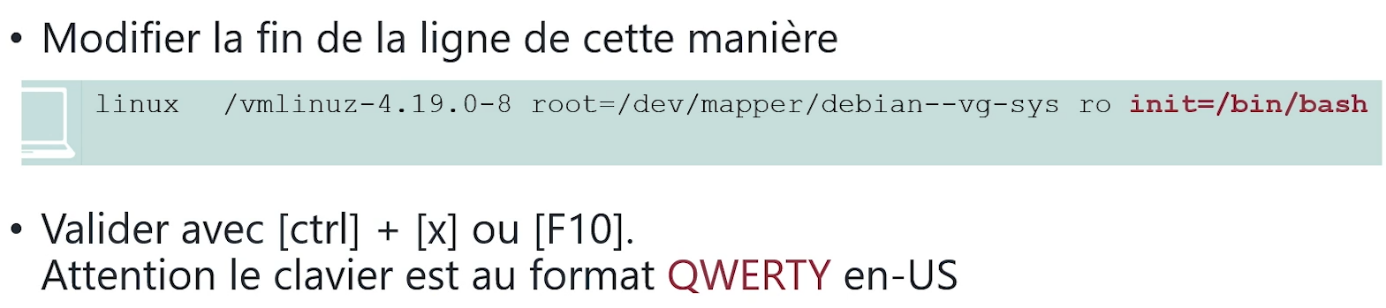 • Modifier la fin de la ligne de cette manière
linux /vmlinuz-4.19.0-8 root=/dev/mapper/debian--vg-sys ro init=/bin/bash
• Valider avec [ctrl] + [x] ou [F10].
Attention le clavier est au format QWERTY en-US